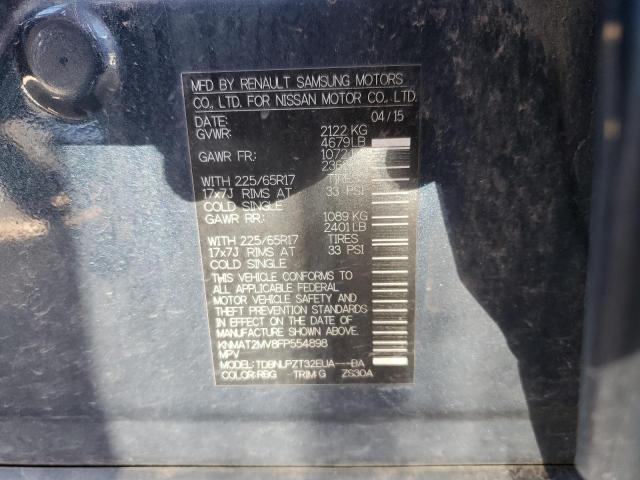 MFD BY RENAULT SAMSUNG MOTORS
CO., LTD. FOR NISSAN MOTOR CO., LTD.
DATE: 04/15
GVWR: 2122 KG
4679LB
GAWR FR:
WITH 225/65R17 TIRES
17x7J RIMS AT 33 PSI
COLD SINGLE
GAWR RR: 1089 KG
2401LB
WITH 225/65R17 TIRES
17x7J RIMS AT 33 PSI
COLD SINGLE
THIS VEHICLE CONFORMS TO
ALL APPLICABLE FEDERAL
MOTOR VEHICLE SAFETY AND
THEFT PREVENTION STANDARDS
IN EFFECT ON THE DATE OF
MANUFACTURE SHOWN ABOVE.
KNMAT2MV8FP554898
MPV
MODEL: TDBNLPZT32EUA---BA
COLOR:RBG TRIM:G ZS30A